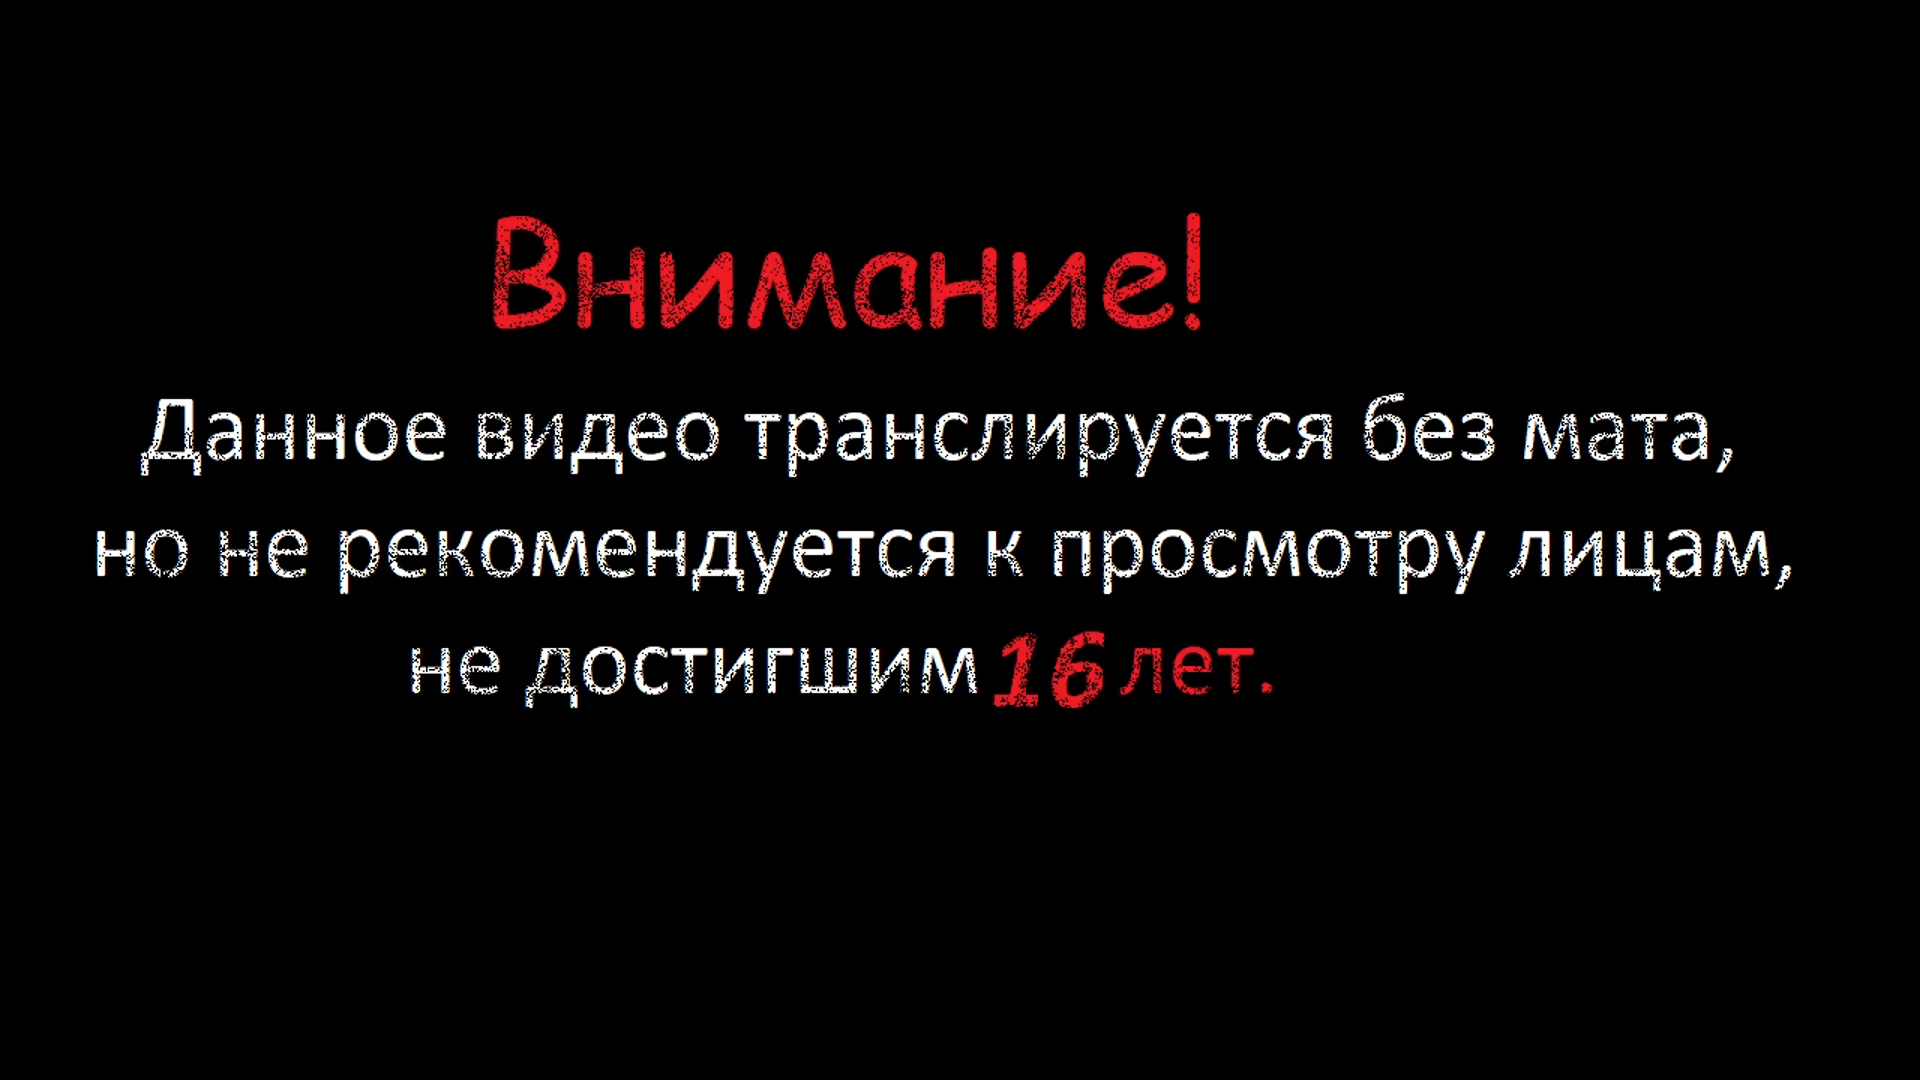 Внимание!
Данное видео транслируется без мата,
но не рекомендуется к просмотру лицам,
не достигшим 16 лет.